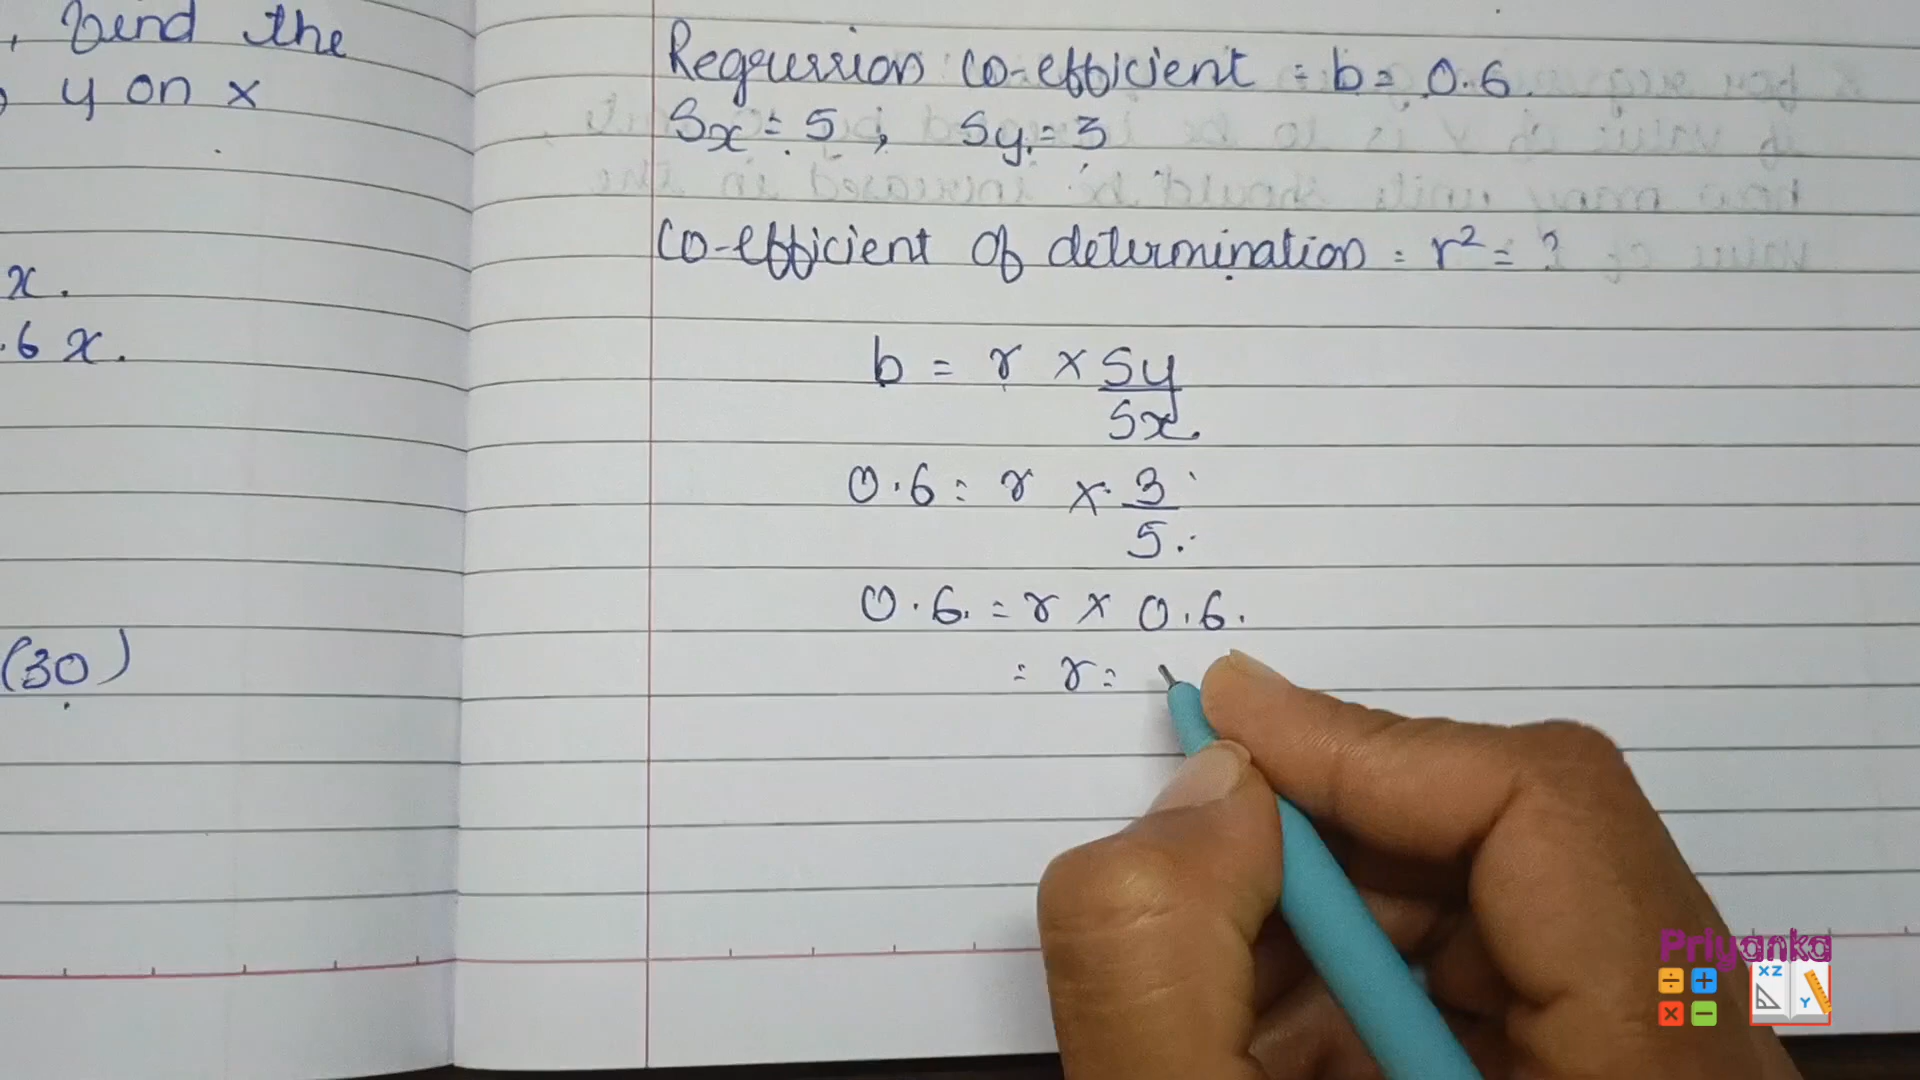 , find the
y on x
x.
.6 x.
(30)
Regression co-efficient = b = 0.6.
Sx = 5, Sy = 3
Co-efficient of determination = r² = ?
b = r × Sy
Sx.
0.6 = r × 3
5.
0.6. = r × 0.6.
= r =
Priyanka
÷ +
× −
XZ
Y